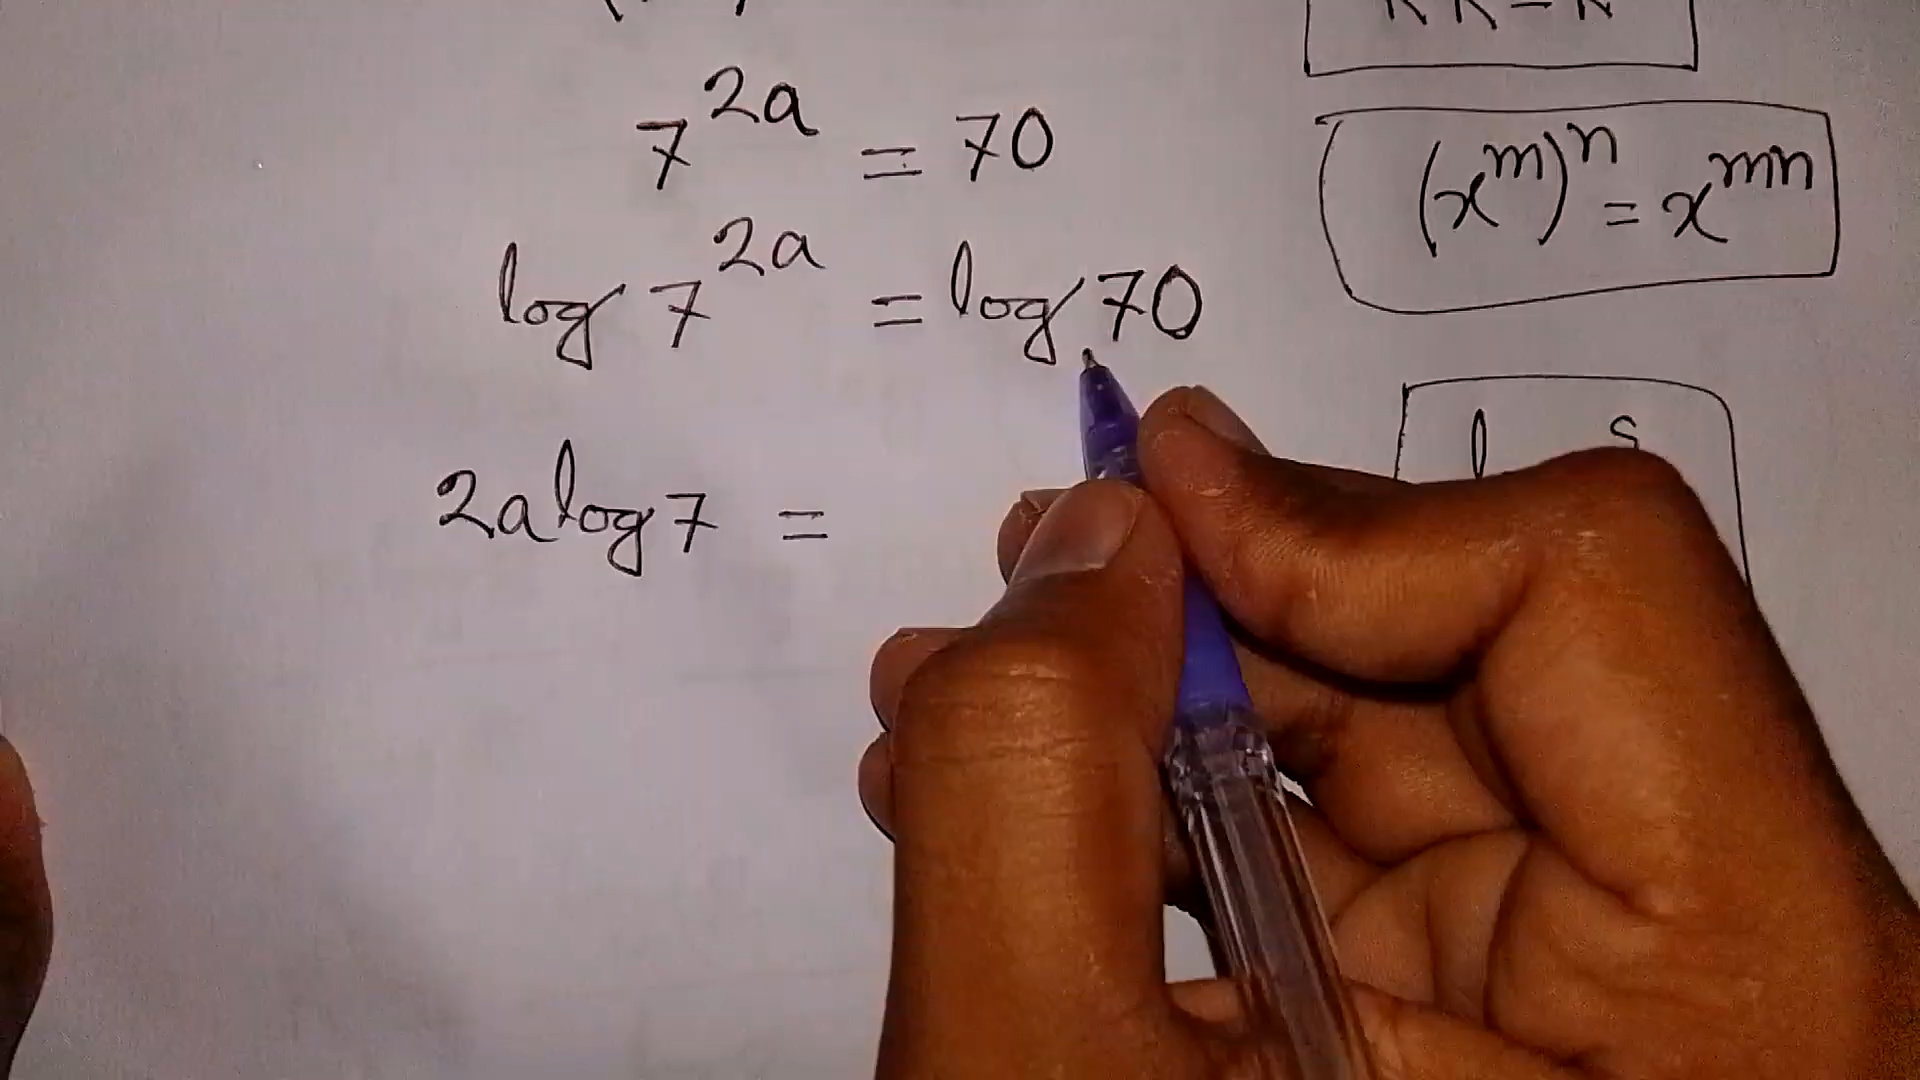 7^{2a} = 70
log 7^{2a} = log 70
2a log 7 =
(x^m)^n = x^{mn}